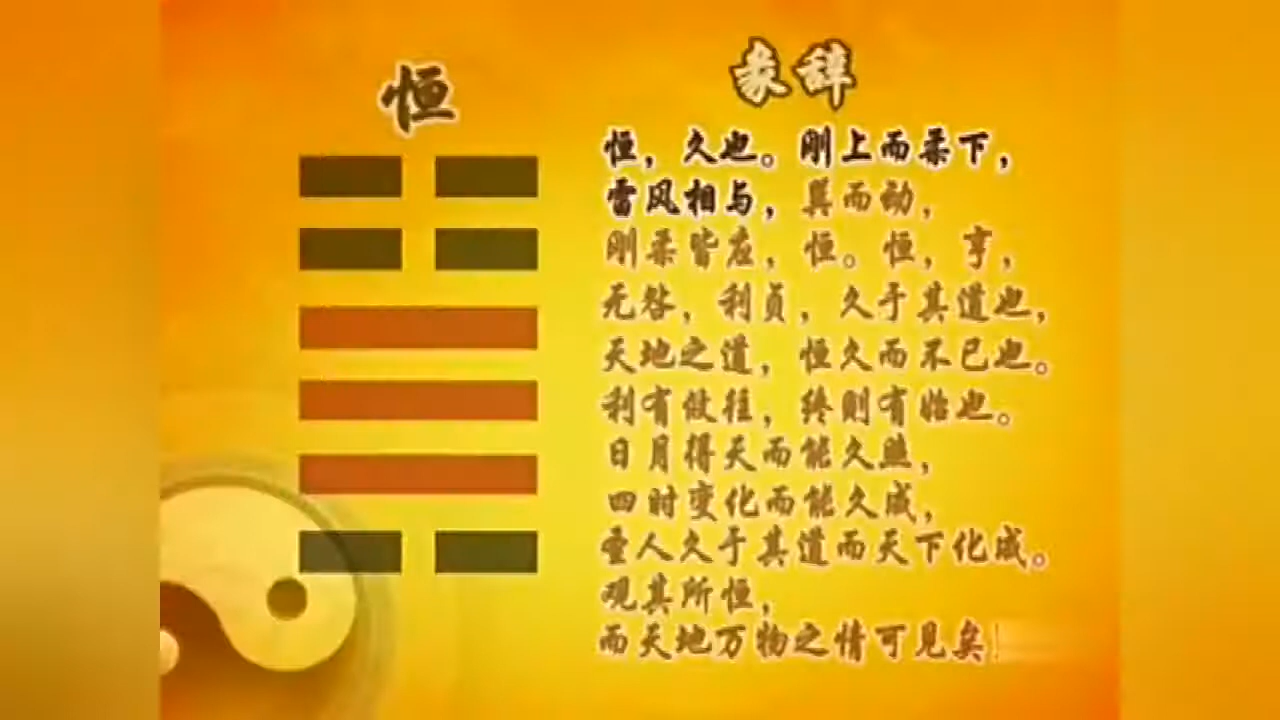 恒
彖辞
恒，久也。刚上而柔下，
雷风相与，巽而动，
刚柔皆应，恒。恒，亨，
无咎，利贞，久于其道也，
天地之道，恒久而不已也。
利有攸往，终则有始也。
日月得天而能久照，
四时变化而能久成，
圣人久于其道而天下化成。
观其所恒，
而天地万物之情可见矣！